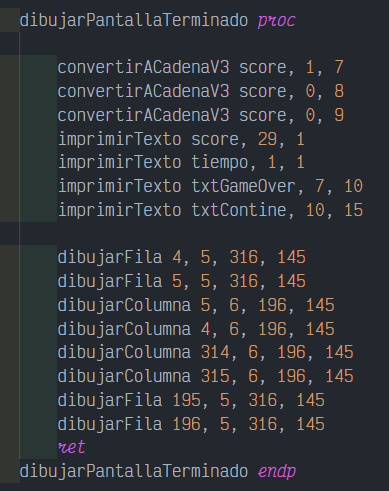 dibujarPantallaTerminado proc
convertirACadenaV3 score, 1, 7
convertirACadenaV3 score, 0, 8
convertirACadenaV3 score, 0, 9
imprimirTexto score, 29, 1
imprimirTexto tiempo, 1, 1
imprimirTexto txtGameOver, 7, 10
imprimirTexto txtContine, 10, 15
dibujarFila 4, 5, 316, 145
dibujarFila 5, 5, 316, 145
dibujarColumna 5, 6, 196, 145
dibujarColumna 4, 6, 196, 145
dibujarColumna 314, 6, 196, 145
dibujarColumna 315, 6, 196, 145
dibujarFila 195, 5, 316, 145
dibujarFila 196, 5, 316, 145
ret
dibujarPantallaTerminado endp